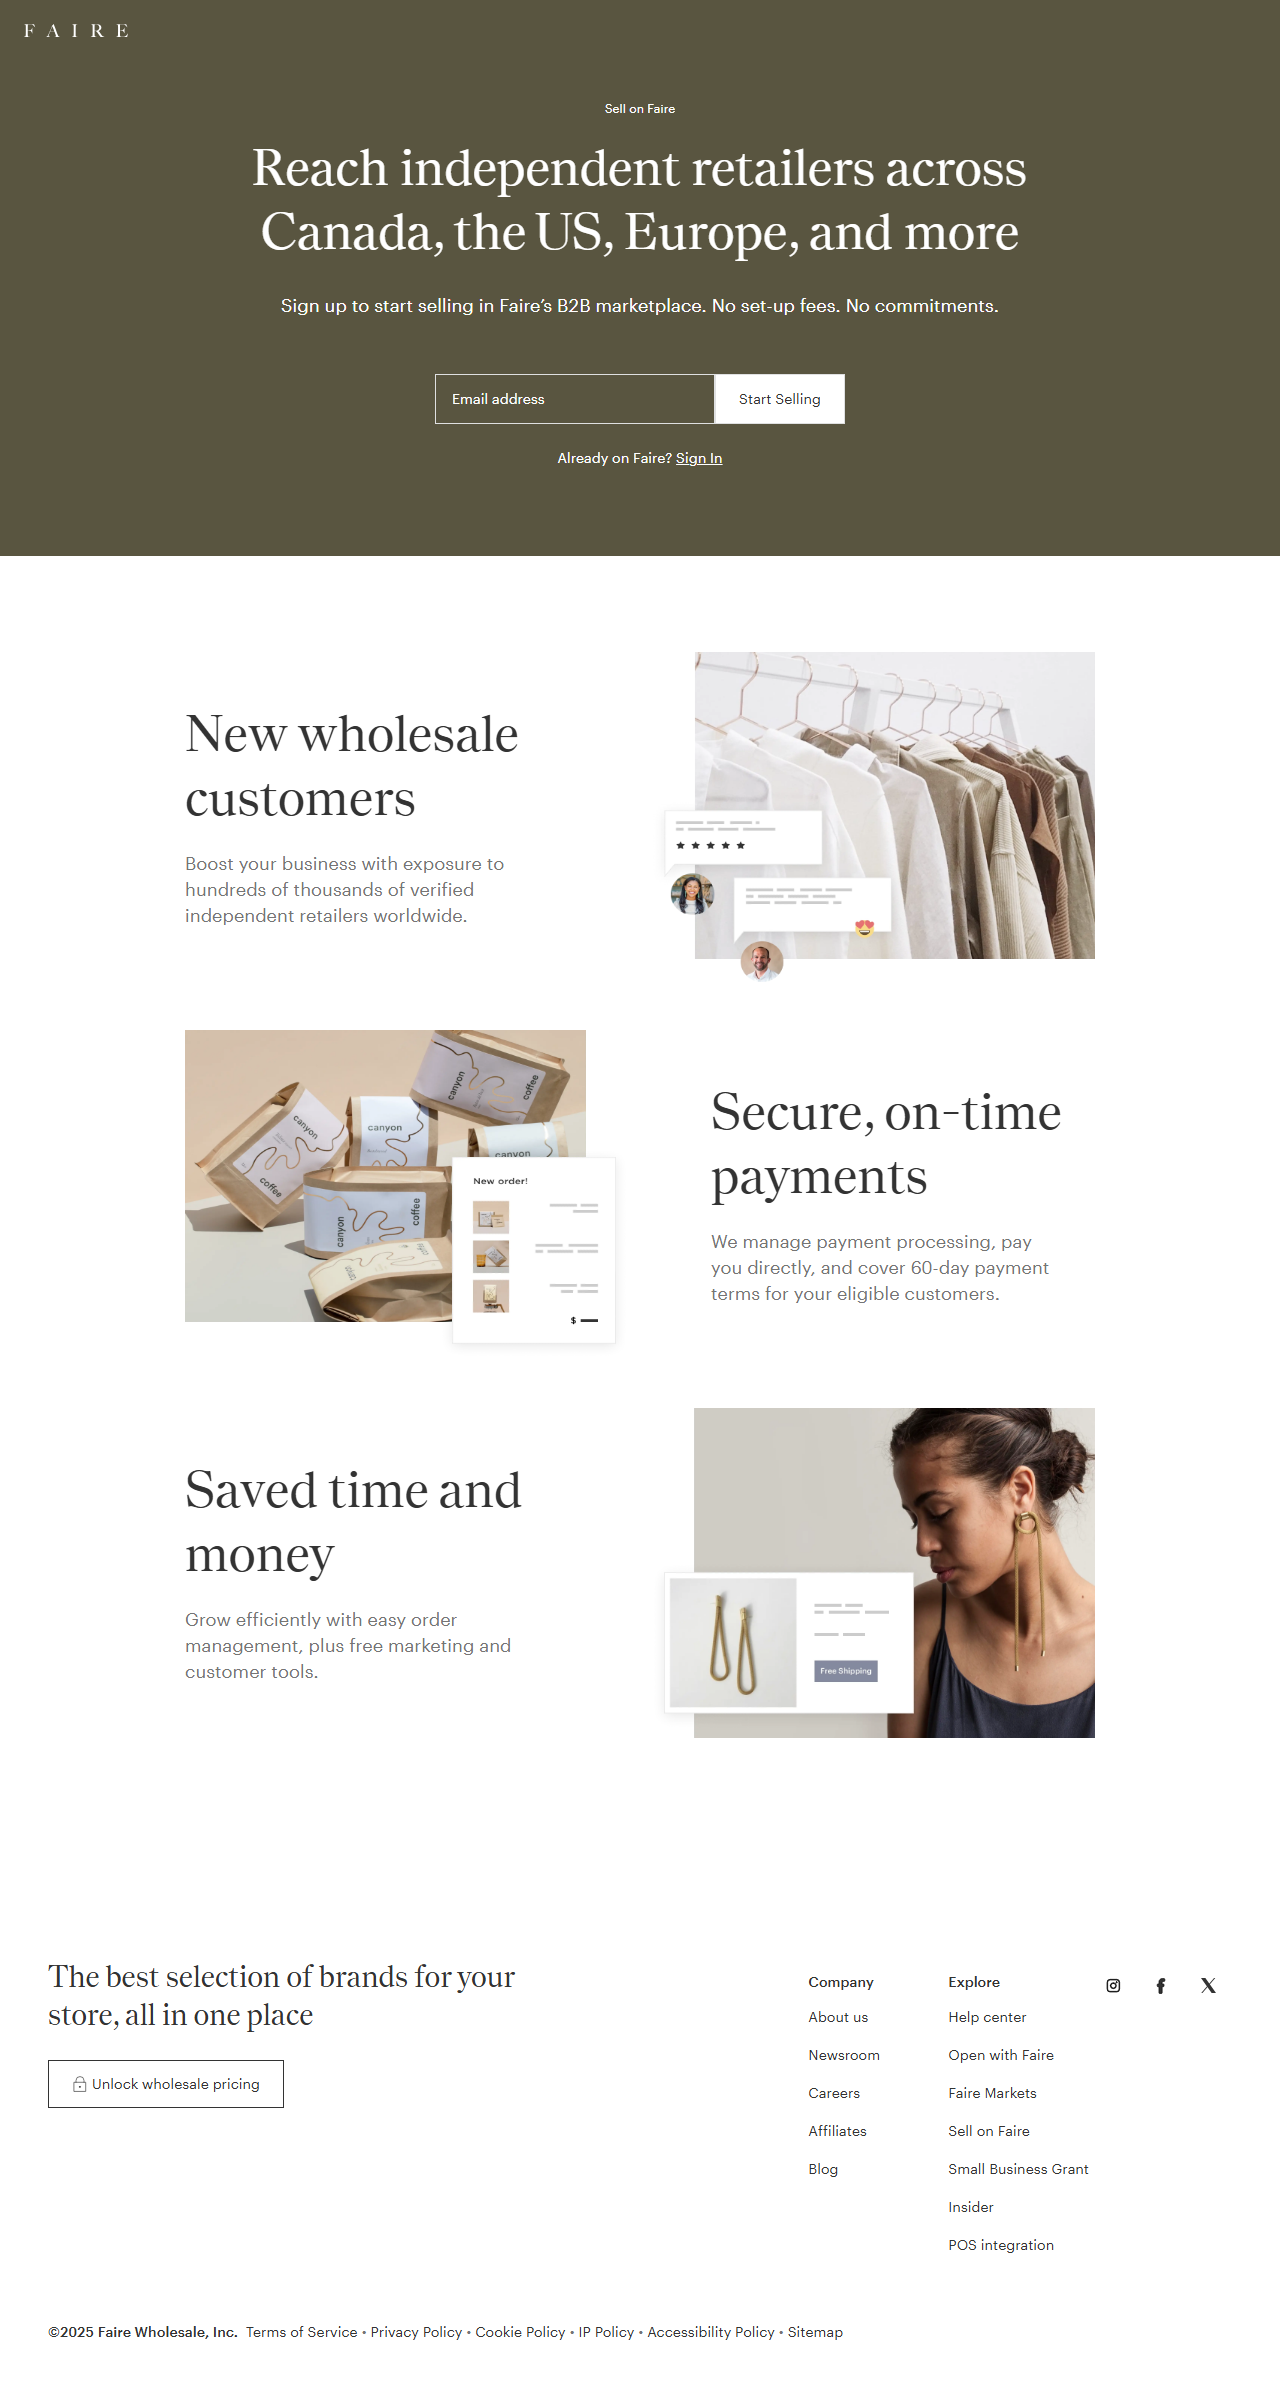 FAIRE
Sell on Faire
Reach independent retailers across
Canada, the US, Europe, and more
Sign up to start selling in Faire’s B2B marketplace. No set-up fees. No commitments.
Email address
Start Selling
Already on Faire? Sign In
New wholesale
customers
Boost your business with exposure to
hundreds of thousands of verified
independent retailers worldwide.
canyon
coffee
canyon
coffee
canyon
canyon
canyon
coffee
New order!
$
Secure, on-time
payments
We manage payment processing, pay
you directly, and cover 60-day payment
terms for your eligible customers.
Saved time and
money
Grow efficiently with easy order
management, plus free marketing and
customer tools.
Free Shipping
The best selection of brands for your
store, all in one place
Unlock wholesale pricing
Company
About us
Newsroom
Careers
Affiliates
Blog
Explore
Help center
Open with Faire
Faire Markets
Sell on Faire
Small Business Grant
Insider
POS integration
©2025 Faire Wholesale, Inc. Terms of Service • Privacy Policy • Cookie Policy • IP Policy • Accessibility Policy • Sitemap